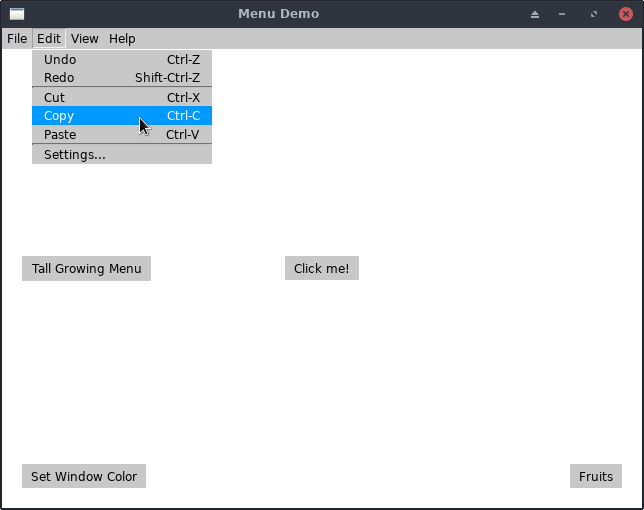 Menu Demo
File Edit View Help
Undo Ctrl-Z
Redo Shift-Ctrl-Z
Cut Ctrl-X
Copy Ctrl-C
Paste Ctrl-V
Settings...
Tall Growing Menu Click me!
Set Window Color Fruits